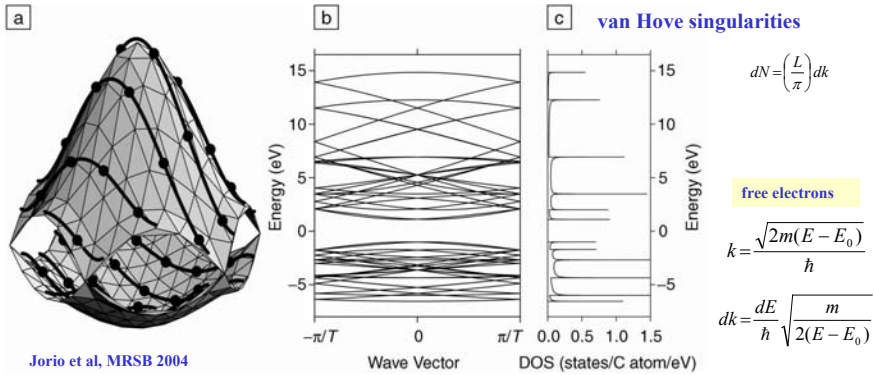 a
b
c
van Hove singularities
dN=(L/π)dk
15
10
5
0
−5
Energy (eV)
−π/T
0
π/T
Wave Vector
15
10
5
0
−5
Energy (eV)
0.0 0.5 1.0 1.5
DOS (states/C atom/eV)
free electrons
k=√2m(E−E₀)/ħ
dk=dE/ħ √m/2(E−E₀)
Jorio et al, MRSB 2004